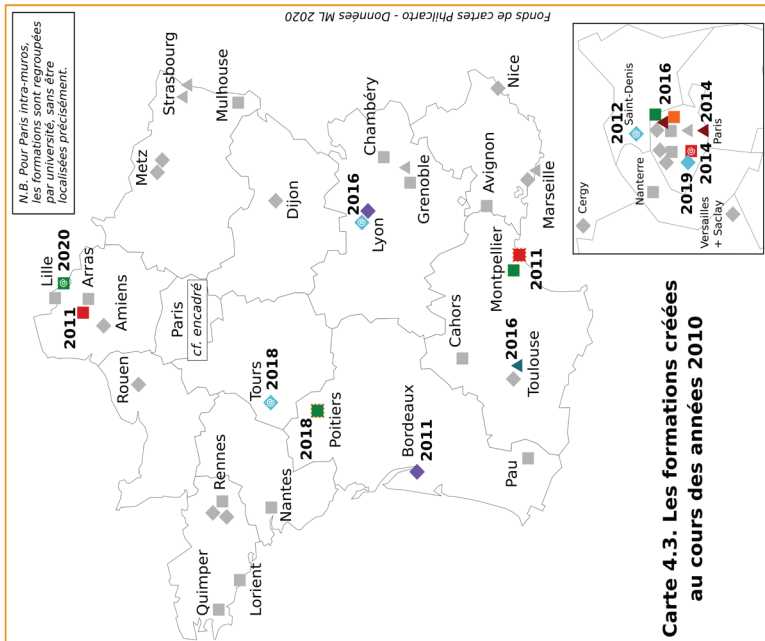 N.B. Pour Paris intra-muros,
les formations sont regroupées
par université, sans être
localisées précisément.
Fonds de cartes Philcarto - Données ML 2020
Lille
2020
Arras
2011
Amiens
Rouen
Paris
cf. encadré
Metz
Strasbourg
Mulhouse
Quimper
Lorient
Rennes
Nantes
Tours
2018
2018
Poitiers
Dijon
2016
Lyon
Chambéry
Grenoble
Bordeaux
2011
Cahors
Pau
2016
Toulouse
Montpellier
2011
Avignon
Marseille
Nice
Cergy
Nanterre
2012
Saint-Denis
2016
2014
Paris
2019
2014
Versailles
+ Saclay
Carte 4.3. Les formations créées
au cours des années 2010